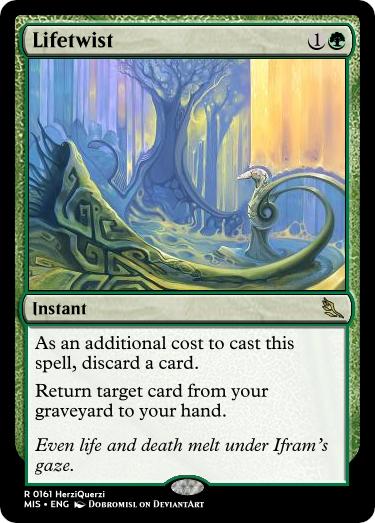 Lifetwist 1
Instant
As an additional cost to cast this
spell, discard a card.
Return target card from your
graveyard to your hand.
Even life and death melt under Ifram's
gaze.
R 0161 HerziQuerzi
MIS • ENG Dobromisl on DeviantArt